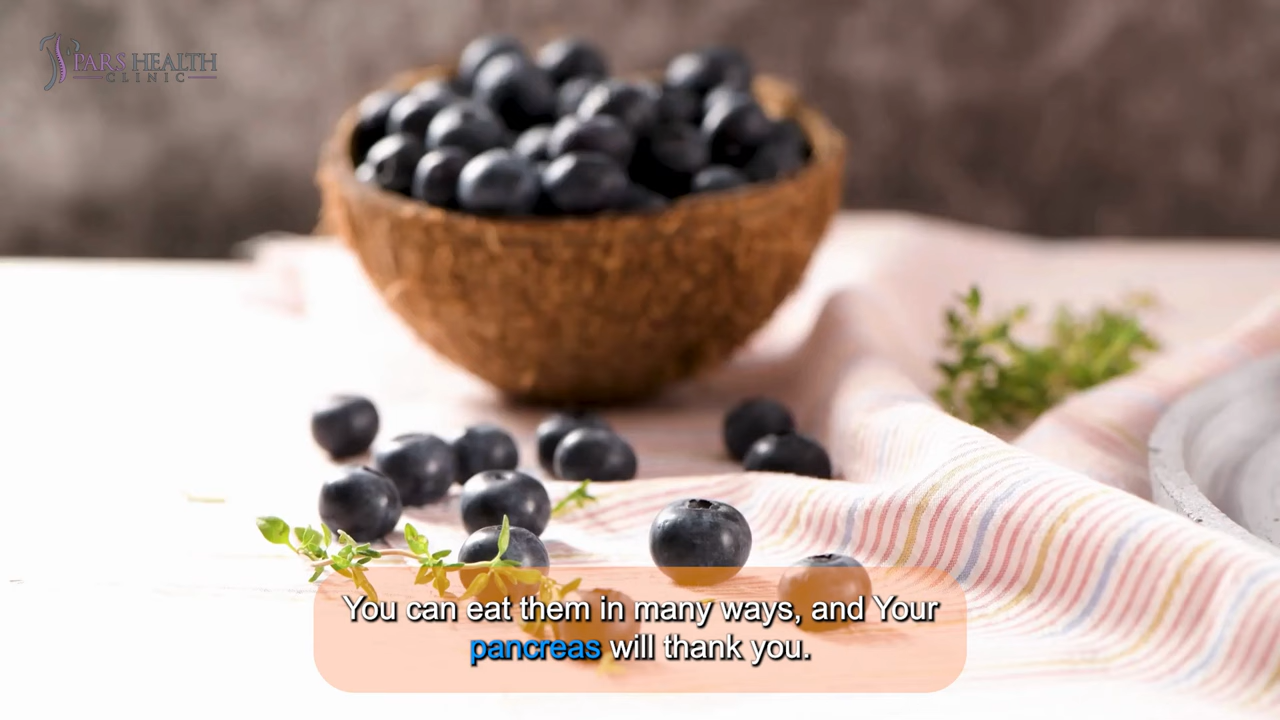 PARS HEALTH
CLINIC
You can eat them in many ways, and Your
pancreas will thank you.